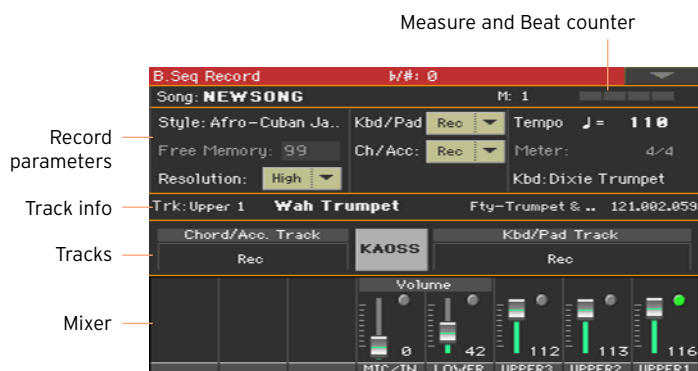 Measure and Beat counter
B.Seq Record ♭/#: 0
Song: NEWSONG M: 1
Style: Afro-Cuban Ja.. Kbd/Pad Rec Tempo ♩= 110
Free Memory: 99 Ch/Acc: Rec Meter: 4/4
Resolution: High Kbd: Dixie Trumpet
Record parameters
Track info
Trk: Upper 1 Wah Trumpet Fty-Trumpet & .. 121.002.059
Tracks
Chord/Acc. Track KAOSS Kbd/Pad Track
Rec Rec
Mixer
Volume
0 42 112 113 116
MIC/IN LOWER UPPER3 UPPER2 UPPER1